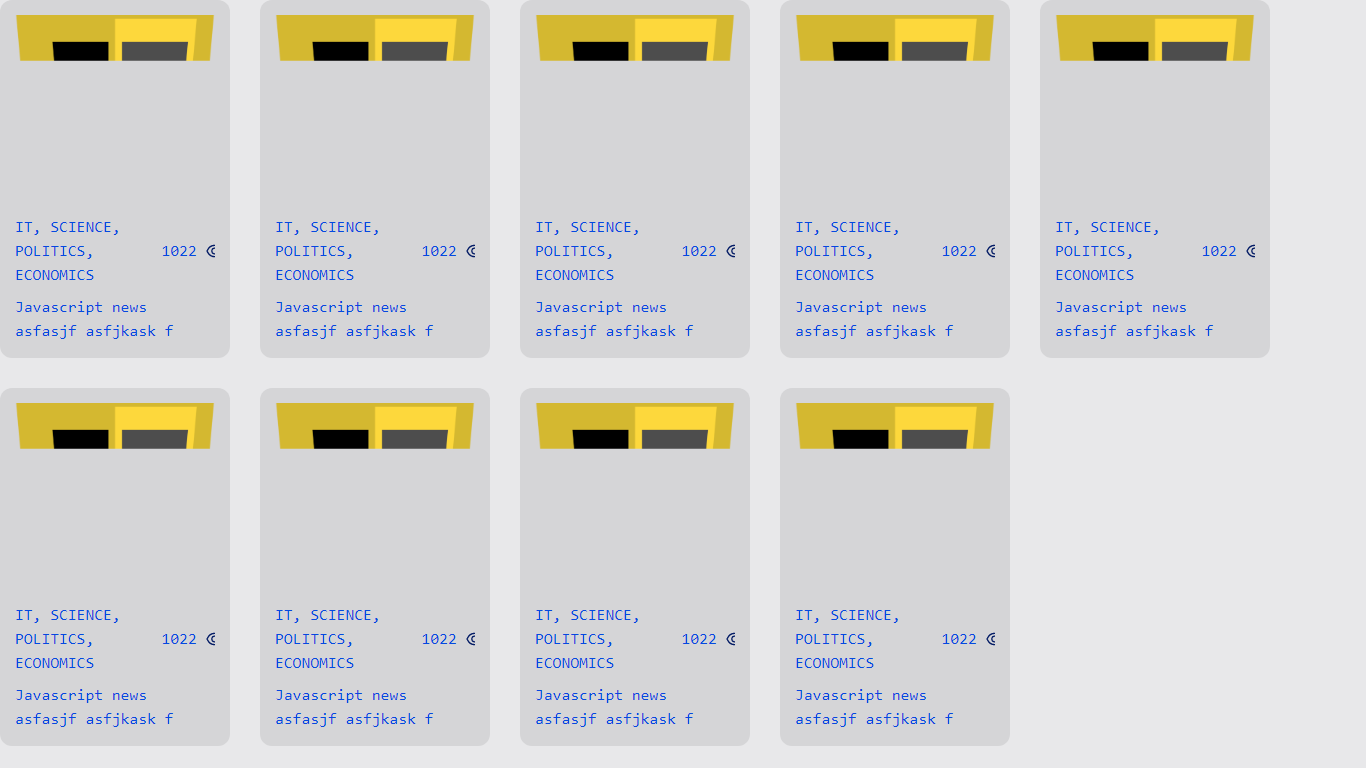 IT, SCIENCE,
POLITICS, 1022
ECONOMICS
Javascript news
asfasjf asfjkask f
IT, SCIENCE,
POLITICS, 1022
ECONOMICS
Javascript news
asfasjf asfjkask f
IT, SCIENCE,
POLITICS, 1022
ECONOMICS
Javascript news
asfasjf asfjkask f
IT, SCIENCE,
POLITICS, 1022
ECONOMICS
Javascript news
asfasjf asfjkask f
IT, SCIENCE,
POLITICS, 1022
ECONOMICS
Javascript news
asfasjf asfjkask f
IT, SCIENCE,
POLITICS, 1022
ECONOMICS
Javascript news
asfasjf asfjkask f
IT, SCIENCE,
POLITICS, 1022
ECONOMICS
Javascript news
asfasjf asfjkask f
IT, SCIENCE,
POLITICS, 1022
ECONOMICS
Javascript news
asfasjf asfjkask f
IT, SCIENCE,
POLITICS, 1022
ECONOMICS
Javascript news
asfasjf asfjkask f